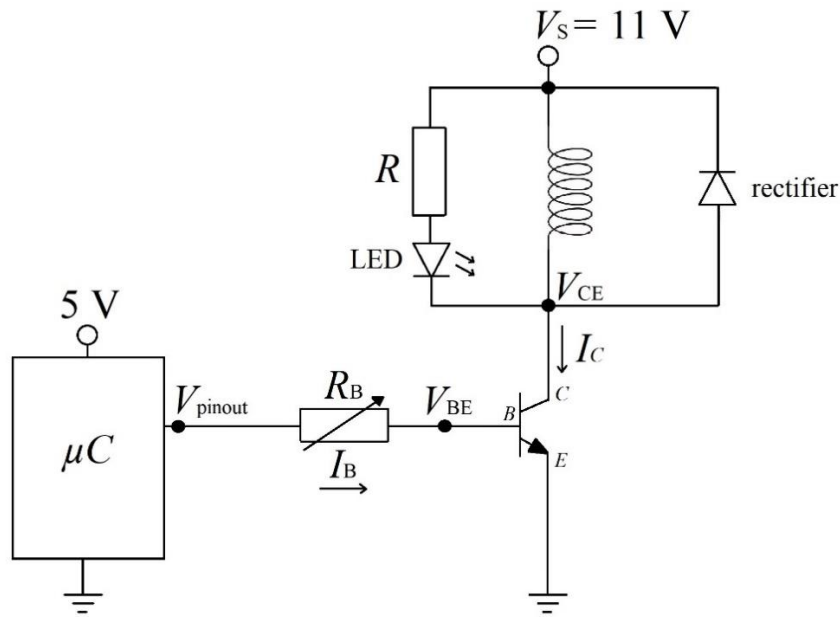 V_S = 11 V
R
rectifier
LED
V_CE
5 V
I_C
V_pinout
R_B
V_BE
B
C
E
μC
I_B